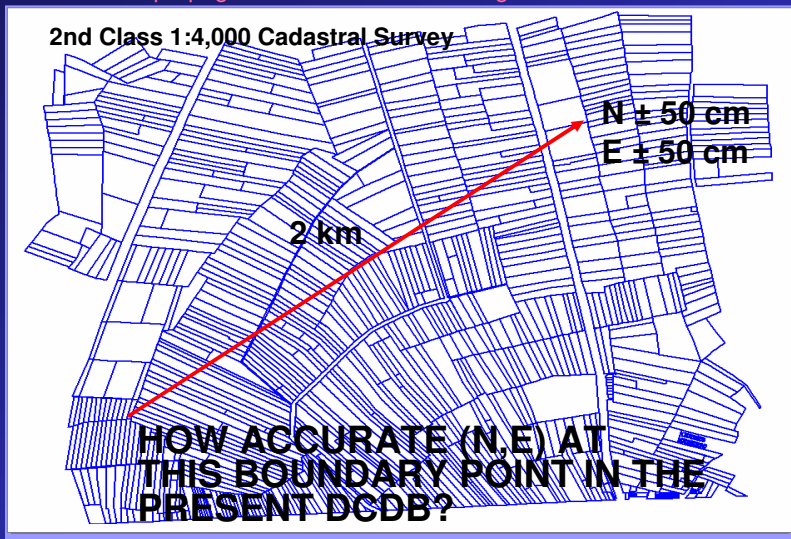 2nd Class 1:4,000 Cadastral Survey
N ± 50 cm
E ± 50 cm
2 km
HOW ACCURATE (N,E) AT
THIS BOUNDARY POINT IN THE
PRESENT DCDB?